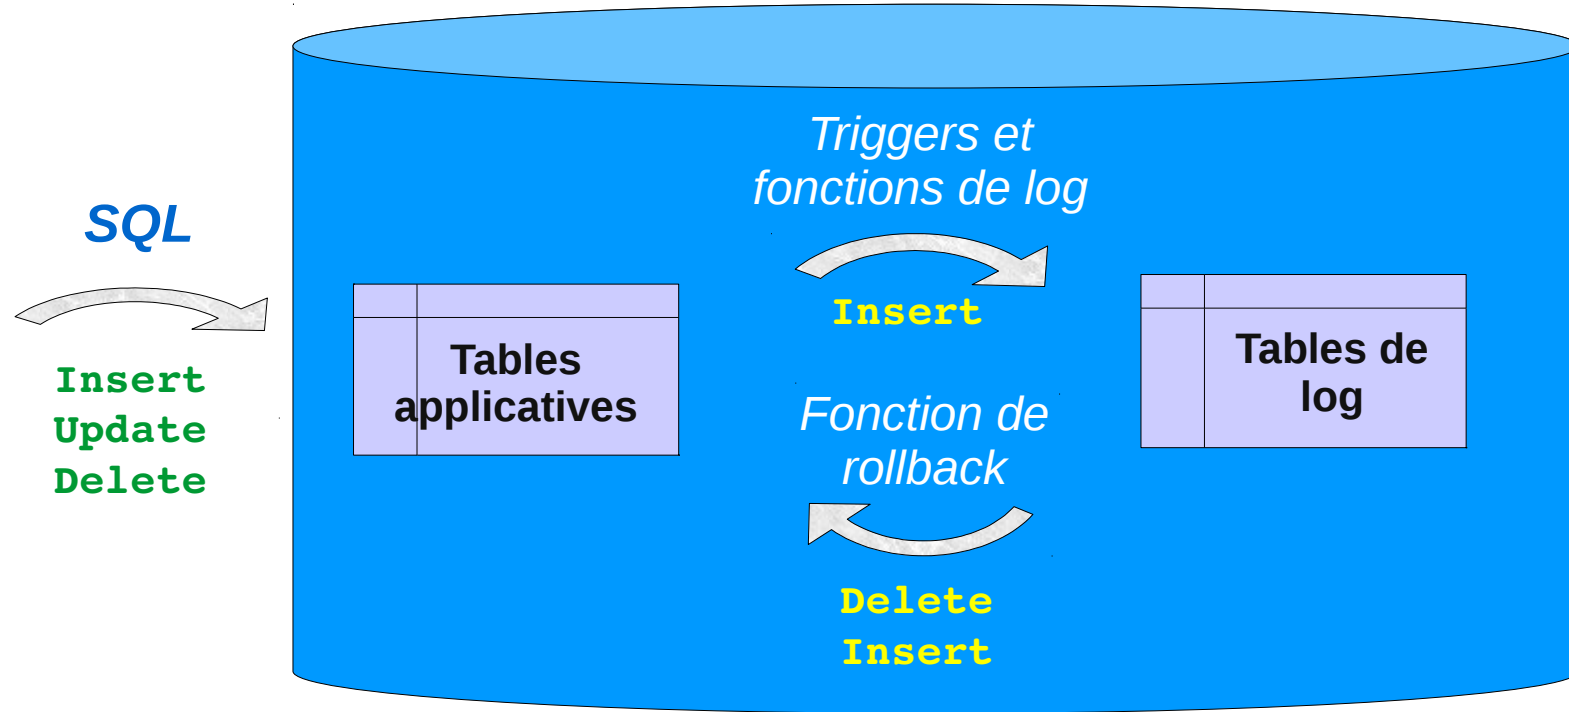 SQL
Insert
Update
Delete
Tables
applicatives
Triggers et
fonctions de log
Insert
Fonction de
rollback
Delete
Insert
Tables de
log